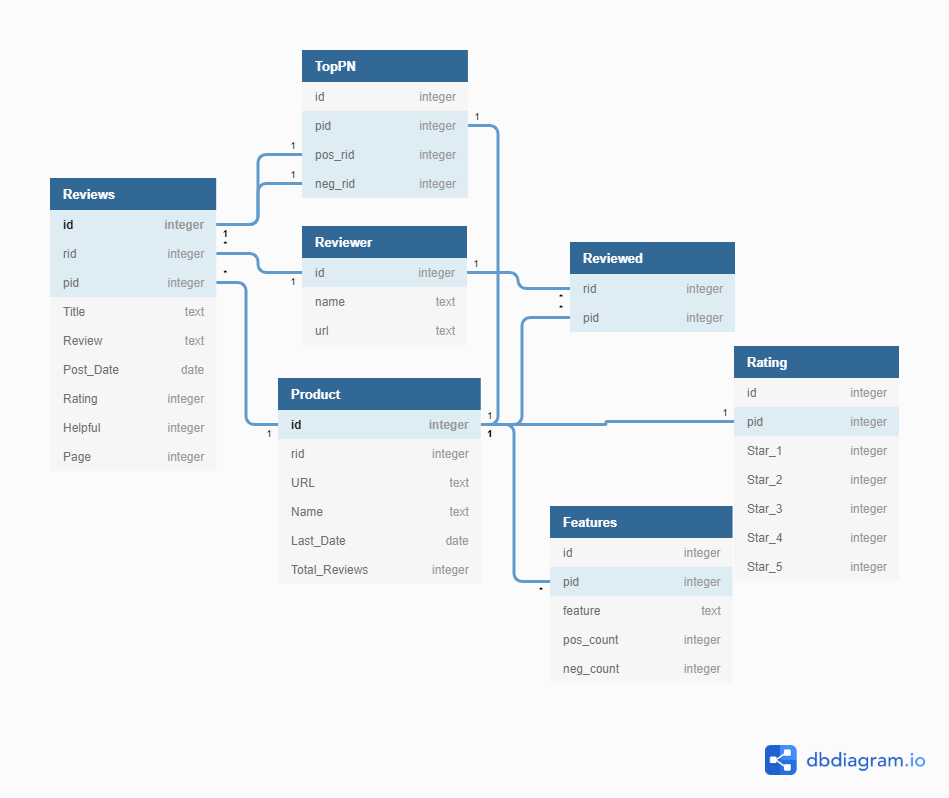 TopPN
id integer
pid integer
pos_rid integer
neg_rid integer
1
1
1
Reviews
id integer
rid integer
pid integer
Title text
Review text
Post_Date date
Rating integer
Helpful integer
Page integer
1
*
*
Reviewer
id integer
name text
url text
1
1
Reviewed
rid integer
pid integer
*
*
Product
id integer
rid integer
URL text
Name text
Last_Date date
Total_Reviews integer
1
1
1
Rating
id integer
pid integer
Star_1 integer
Star_2 integer
Star_3 integer
Star_4 integer
Star_5 integer
1
Features
id integer
pid integer
feature text
pos_count integer
neg_count integer
*
dbdiagram.io